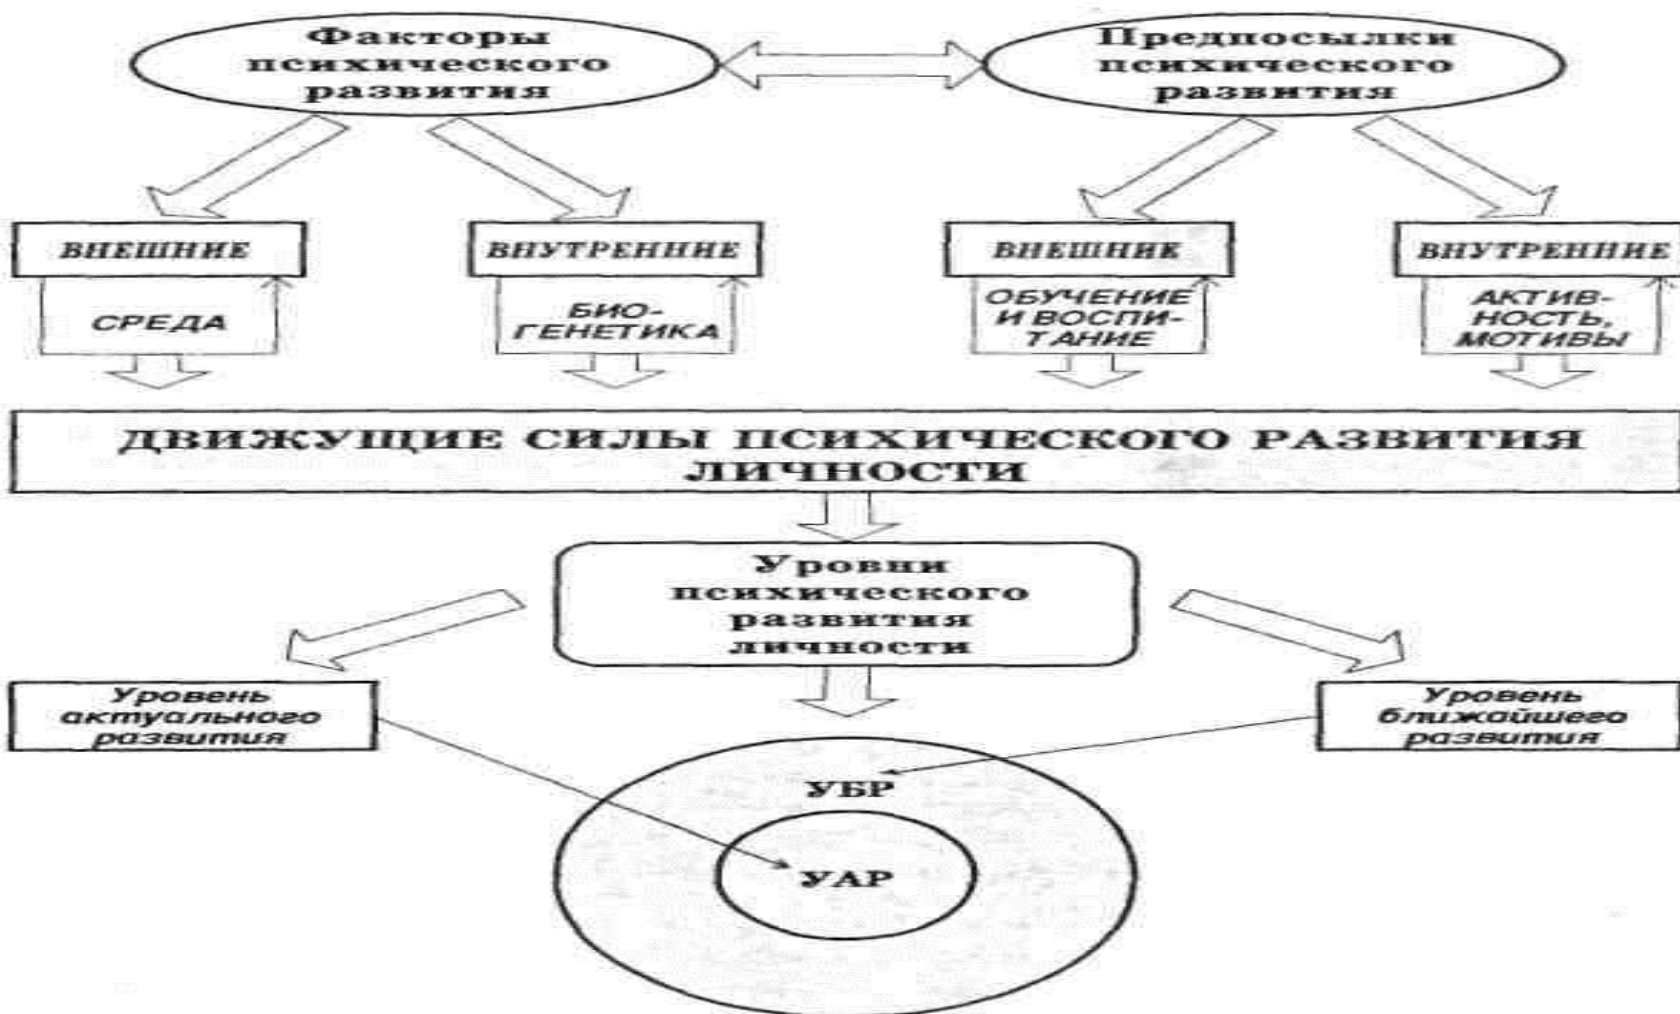 Факторы
психического
развития
Предпосылки
психического
развития
ВНЕШНИЕ
ВНУТРЕННИЕ
ВНЕШНИЕ
ВНУТРЕННИЕ
СРЕДА
БИО-
ГЕНЕТИКА
ОБУЧЕНИЕ
И ВОСПИ-
ТАНИЕ
АКТИВ-
НОСТЬ,
МОТИВЫ
ДВИЖУЩИЕ СИЛЫ ПСИХИЧЕСКОГО РАЗВИТИЯ
ЛИЧНОСТИ
Уровни
психического
развития
личности
Уровень
актуального
развития
Уровень
ближайшего
развития
УБР
УАР